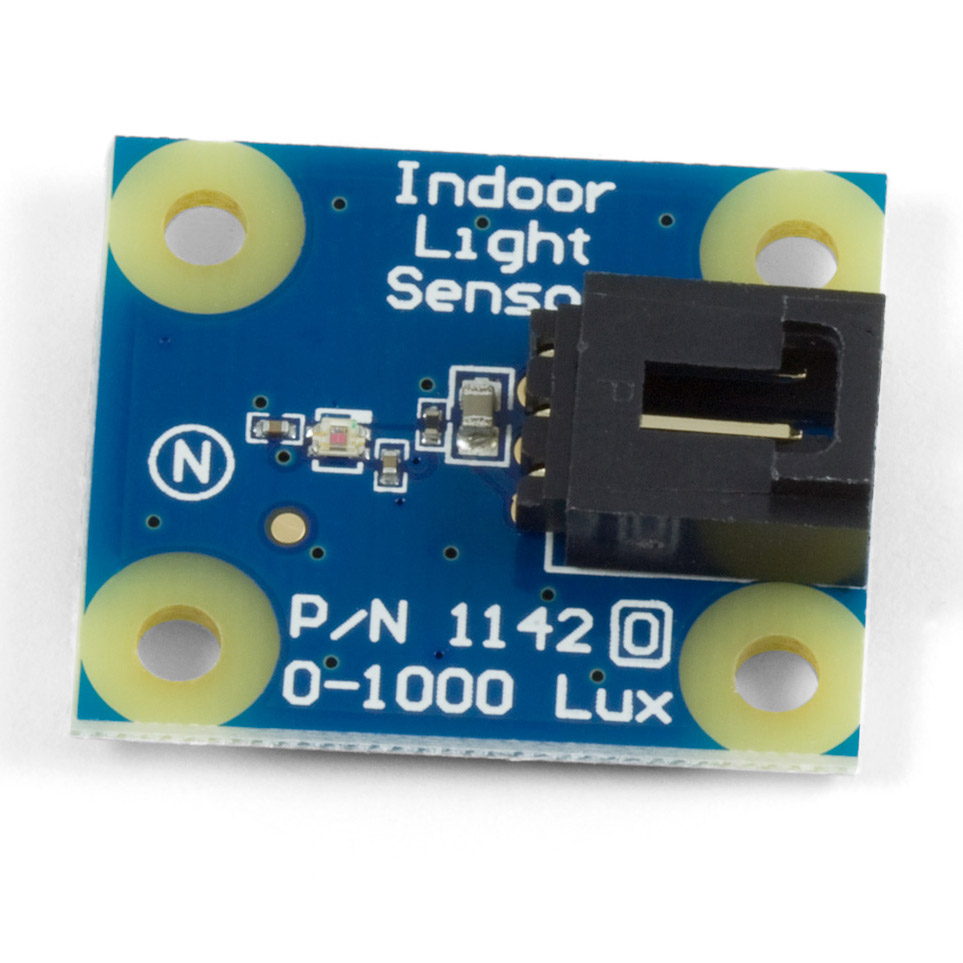 Indoor
Light
Senso
N
P/N 1142 0
0-1000 Lux